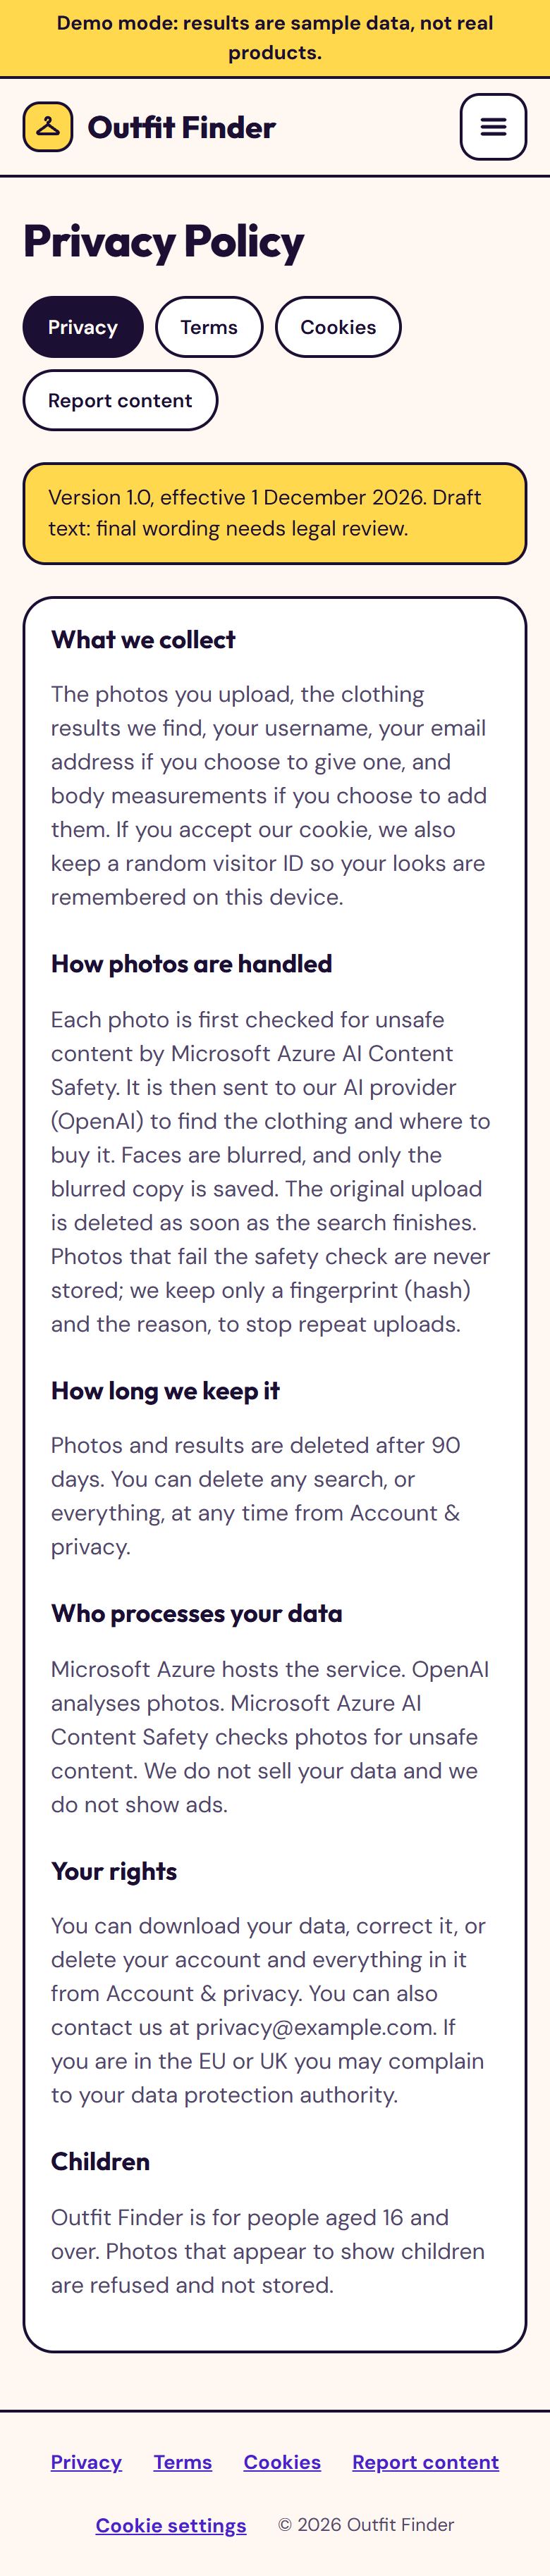 Demo mode: results are sample data, not real
products.
Outfit Finder
Privacy Policy
Privacy
Terms
Cookies
Report content
Version 1.0, effective 1 December 2026. Draft
text: final wording needs legal review.
What we collect
The photos you upload, the clothing
results we find, your username, your email
address if you choose to give one, and
body measurements if you choose to add
them. If you accept our cookie, we also
keep a random visitor ID so your looks are
remembered on this device.
How photos are handled
Each photo is first checked for unsafe
content by Microsoft Azure AI Content
Safety. It is then sent to our AI provider
(OpenAI) to find the clothing and where to
buy it. Faces are blurred, and only the
blurred copy is saved. The original upload
is deleted as soon as the search finishes.
Photos that fail the safety check are never
stored; we keep only a fingerprint (hash)
and the reason, to stop repeat uploads.
How long we keep it
Photos and results are deleted after 90
days. You can delete any search, or
everything, at any time from Account &
privacy.
Who processes your data
Microsoft Azure hosts the service. OpenAI
analyses photos. Microsoft Azure AI
Content Safety checks photos for unsafe
content. We do not sell your data and we
do not show ads.
Your rights
You can download your data, correct it, or
delete your account and everything in it
from Account & privacy. You can also
contact us at privacy@example.com. If
you are in the EU or UK you may complain
to your data protection authority.
Children
Outfit Finder is for people aged 16 and
over. Photos that appear to show children
are refused and not stored.
Privacy Terms Cookies Report content
Cookie settings © 2026 Outfit Finder